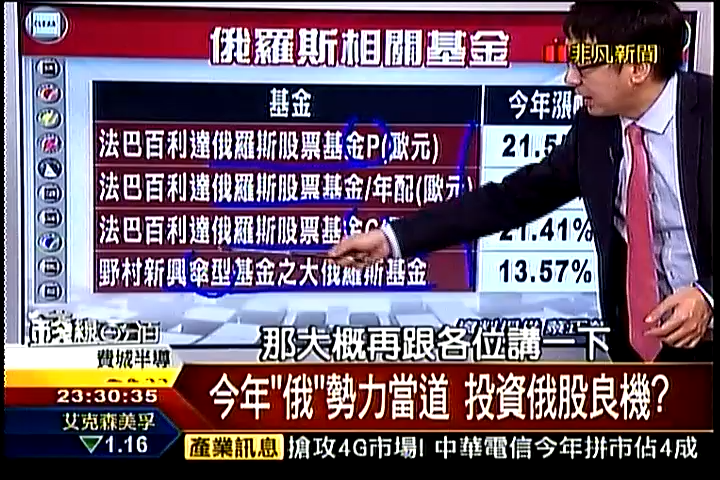 CLEAR
俄羅斯相關基金
非凡新聞
基金
今年漲
法巴百利達俄羅斯股票基金P(歐元)
21.5
法巴百利達俄羅斯股票基金/年配(歐元)
法巴百利達俄羅斯股票基金
21.41%
野村新興傘型基金之大俄羅斯基金
13.57%
那大概再跟各位講一下
費城半導
23:30:35
今年"俄"勢力當道 投資俄股良機?
艾克森美孚
▽1.16
產業訊息
搶攻4G市場! 中華電信今年拼市佔4成